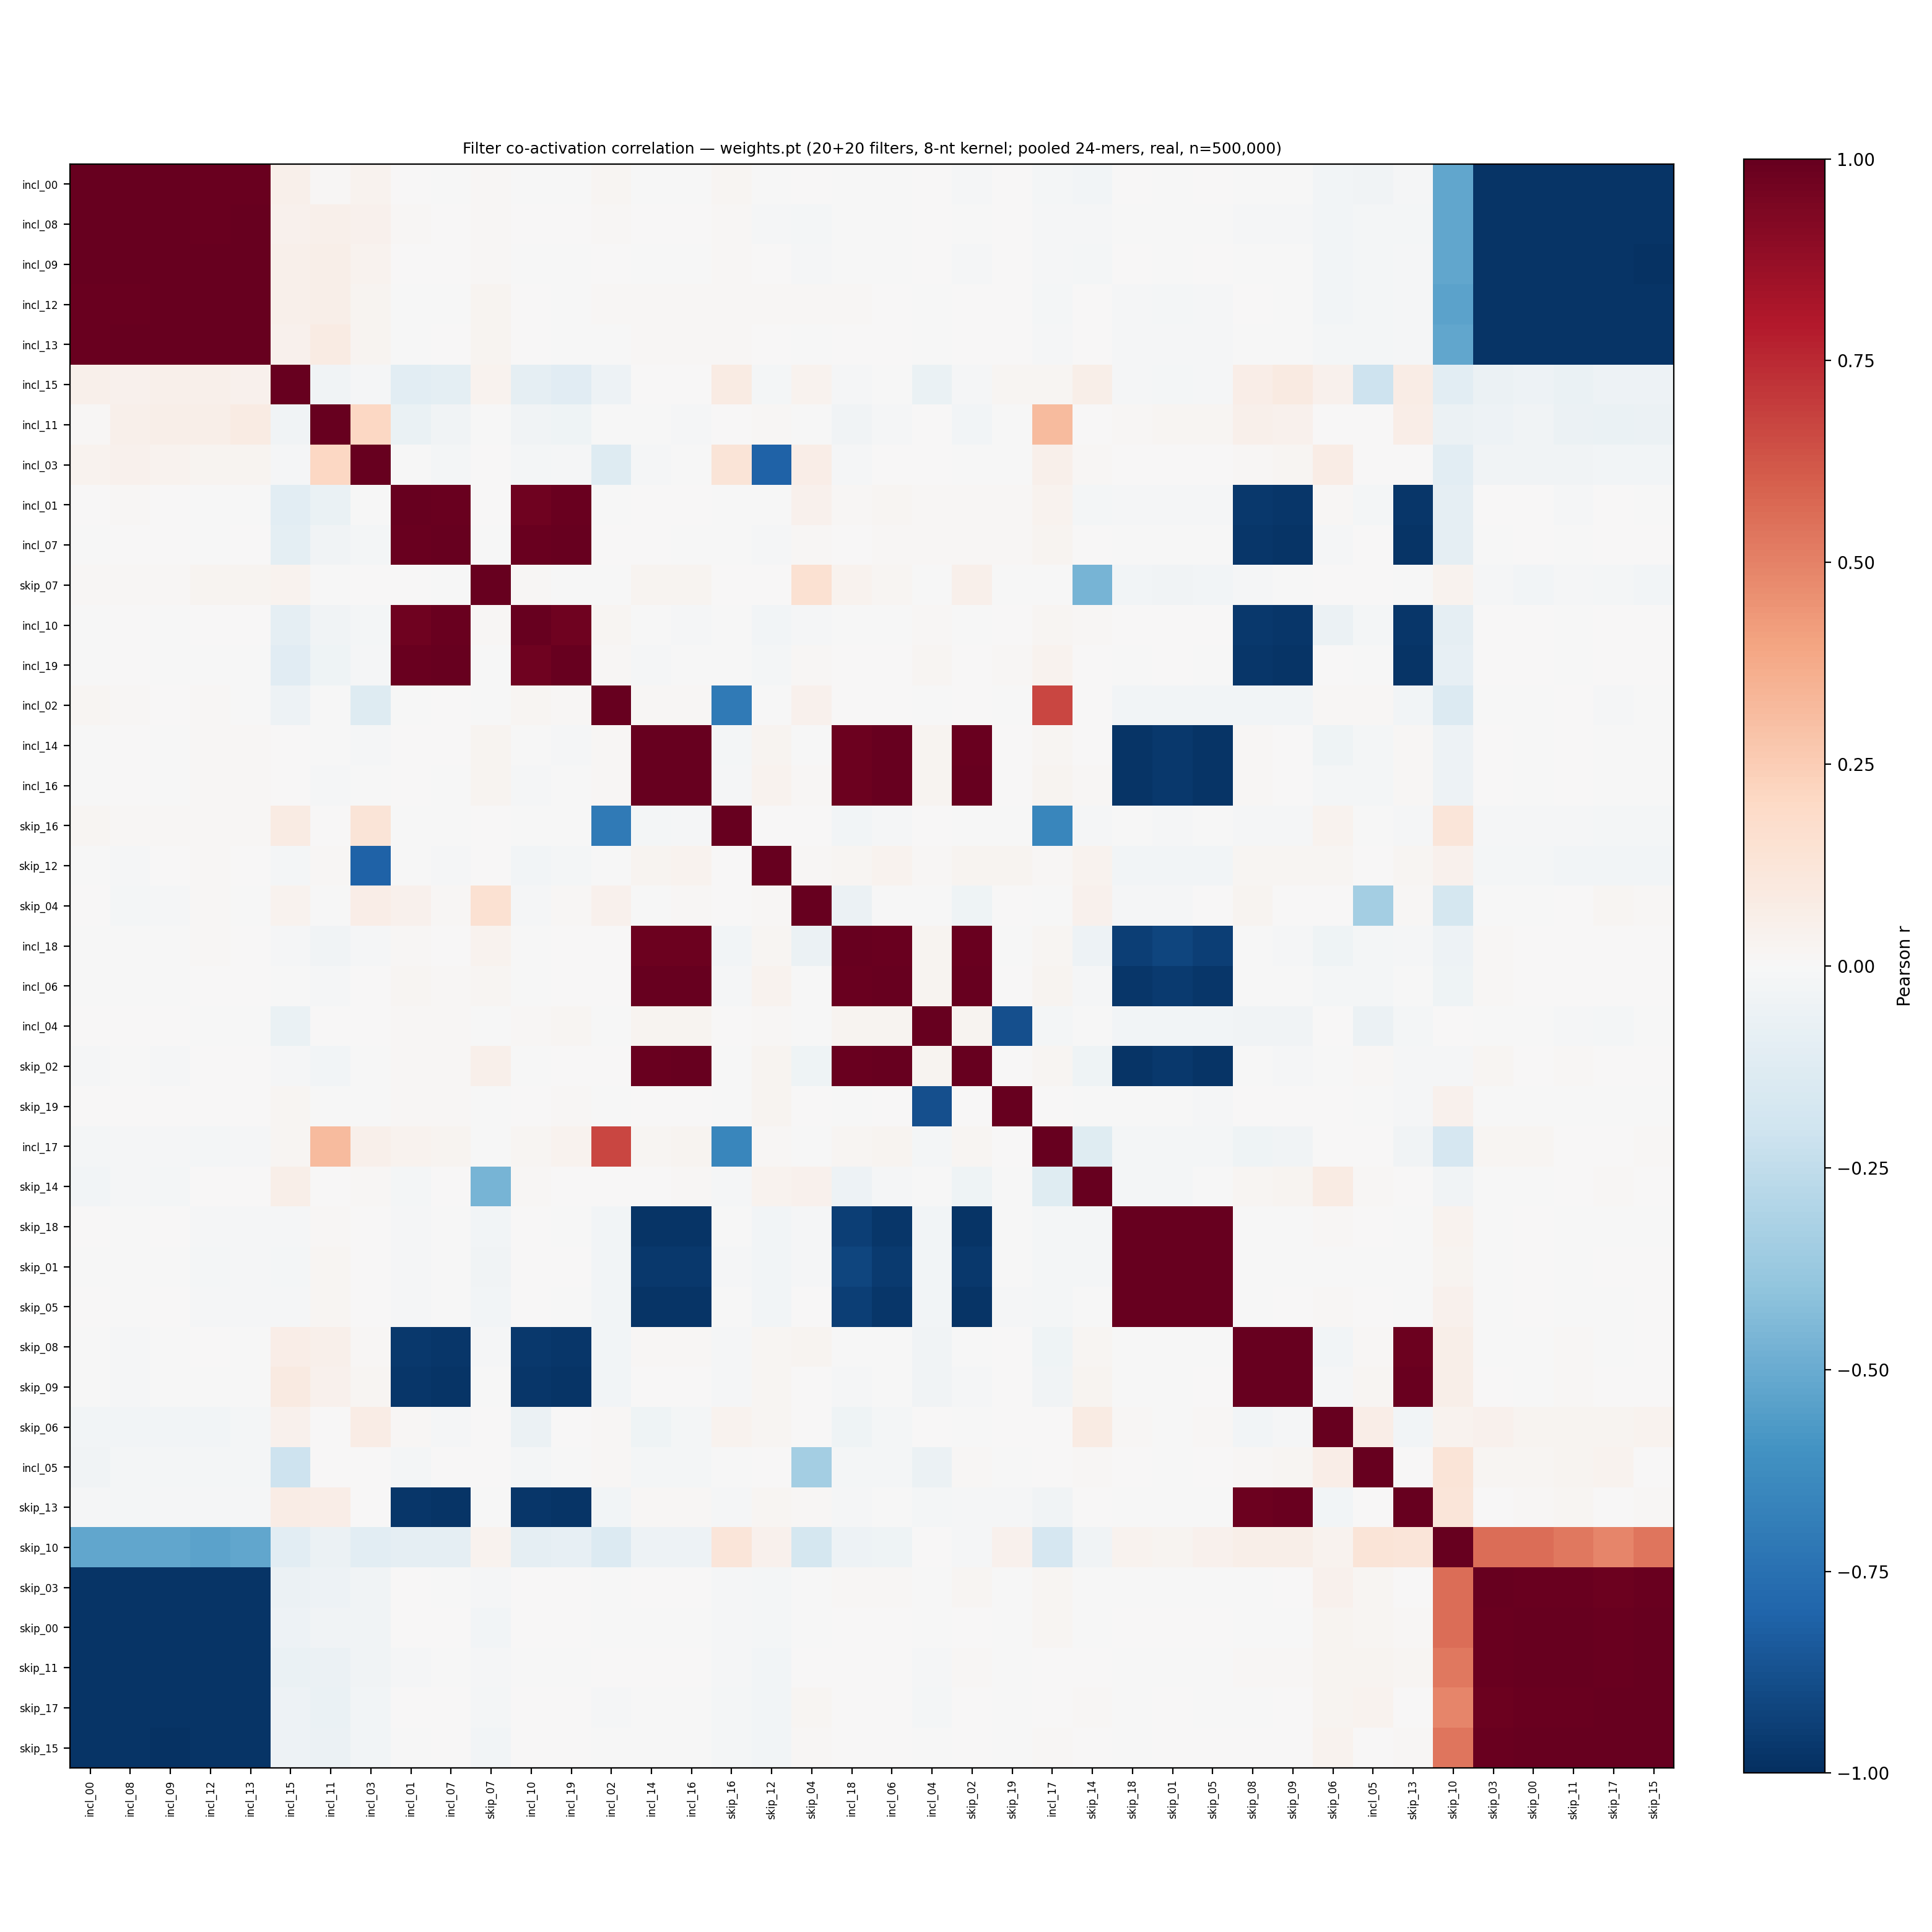 Filter co-activation correlation — weights.pt (20+20 filters, 8-nt kernel; pooled 24-mers, real, n=500,000)
incl_00
incl_08
incl_09
incl_12
incl_13
incl_15
incl_11
incl_03
incl_01
incl_07
skip_07
incl_10
incl_19
incl_02
incl_14
incl_16
skip_16
skip_12
skip_04
incl_18
incl_06
incl_04
skip_02
skip_19
incl_17
skip_14
skip_18
skip_01
skip_05
skip_08
skip_09
skip_06
incl_05
skip_13
skip_10
skip_03
skip_00
skip_11
skip_17
skip_15
incl_00
incl_08
incl_09
incl_12
incl_13
incl_15
incl_11
incl_03
incl_01
incl_07
skip_07
incl_10
incl_19
incl_02
incl_14
incl_16
skip_16
skip_12
skip_04
incl_18
incl_06
incl_04
skip_02
skip_19
incl_17
skip_14
skip_18
skip_01
skip_05
skip_08
skip_09
skip_06
incl_05
skip_13
skip_10
skip_03
skip_00
skip_11
skip_17
skip_15
1.00
0.75
0.50
0.25
0.00
−0.25
−0.50
−0.75
−1.00
Pearson r